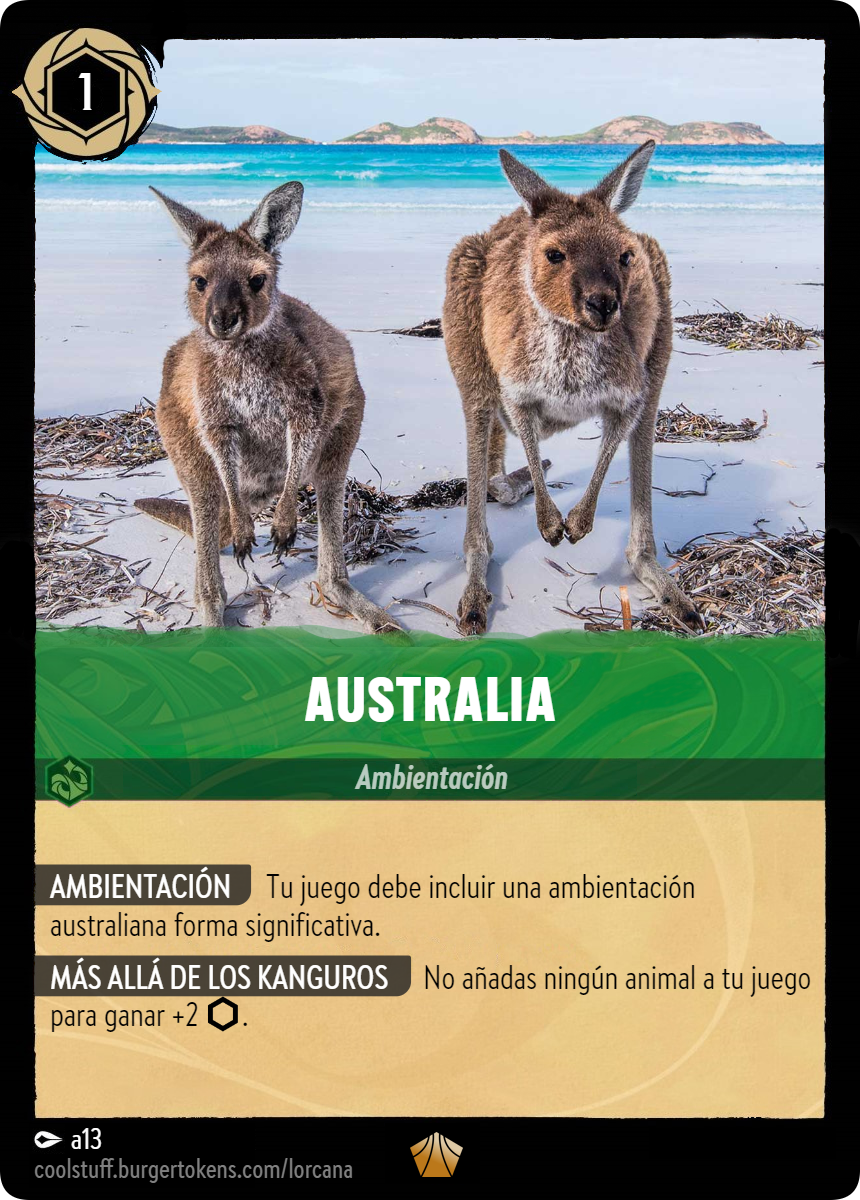 1
AUSTRALIA
Ambientación
AMBIENTACIÓN Tu juego debe incluir una ambientación
australiana forma significativa.
MÁS ALLÁ DE LOS KANGUROS No añadas ningún animal a tu juego
para ganar +2 .
a13
coolstuff.burgertokens.com/lorcana